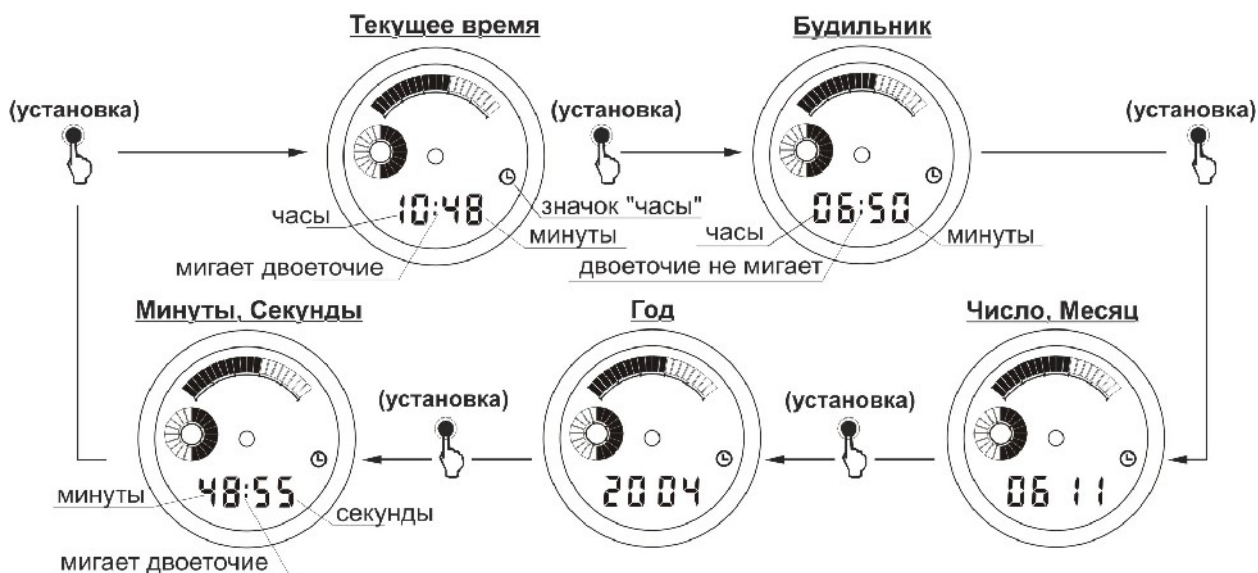 Текущее время
Будильник
(установка)
(установка)
(установка)
10:48
06:50
значок "часы"
часы
минуты
часы
минуты
мигает двоеточие
двоеточие не мигает
Минуты, Секунды
Год
Число, Месяц
(установка)
(установка)
48:55
2004
06 11
минуты
секунды
мигает двоеточие